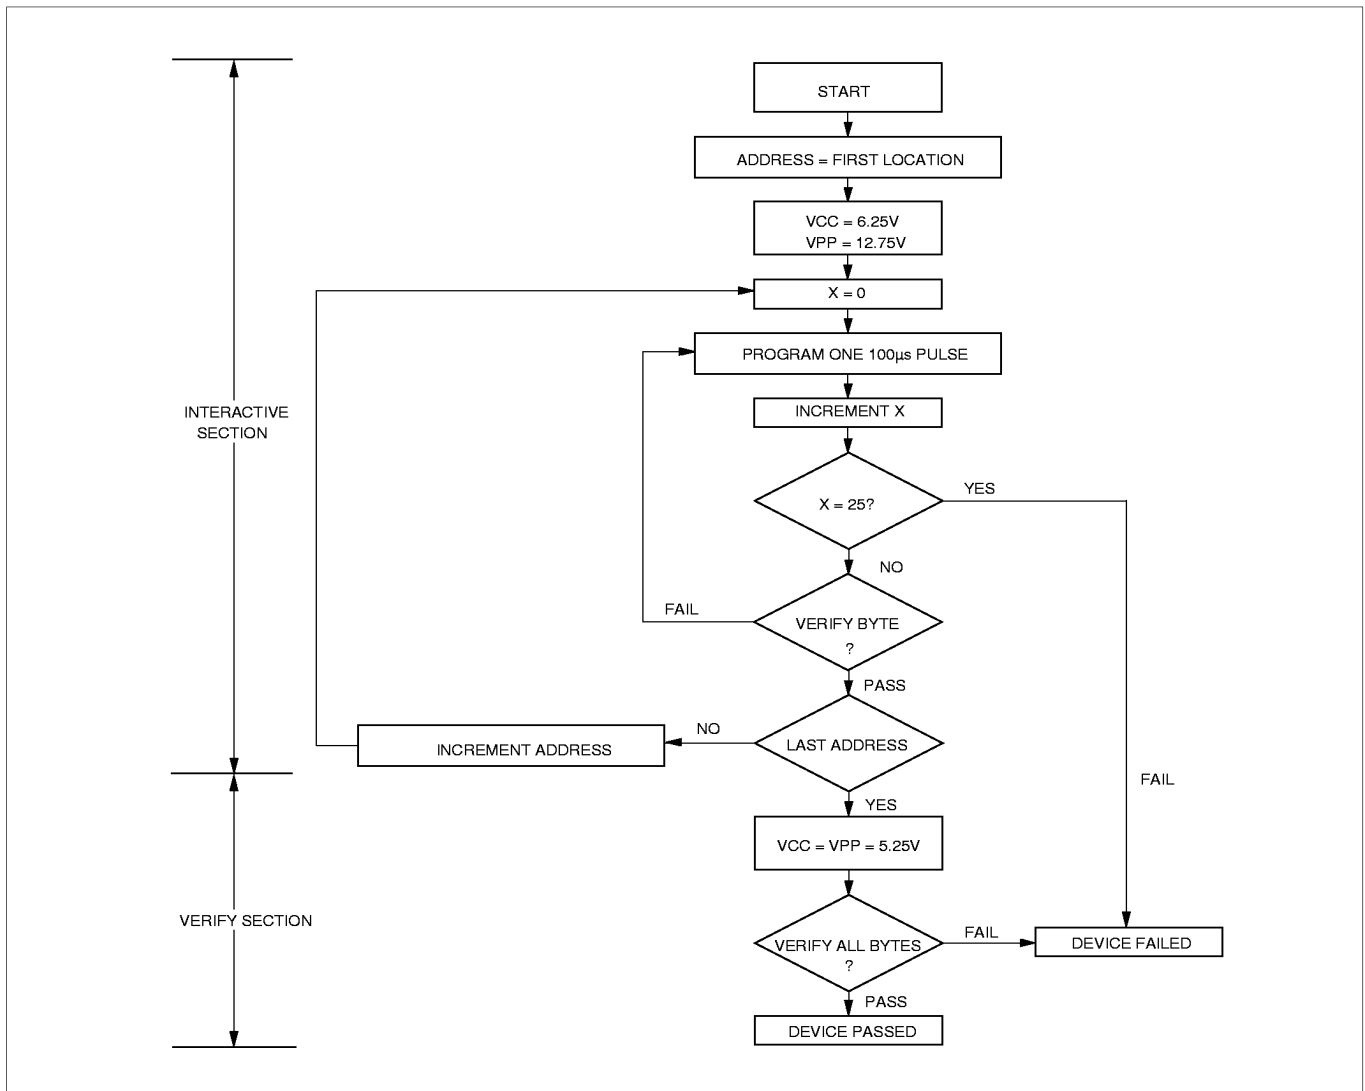 START
ADDRESS = FIRST LOCATION
VCC = 6.25V
VPP = 12.75V
X = 0
PROGRAM ONE 100µs PULSE
INTERACTIVE
SECTION
INCREMENT X
X = 25?
YES
NO
FAIL
VERIFY BYTE
?
PASS
NO
INCREMENT ADDRESS
LAST ADDRESS
FAIL
YES
VCC = VPP = 5.25V
VERIFY SECTION
VERIFY ALL BYTES
?
FAIL
DEVICE FAILED
PASS
DEVICE PASSED